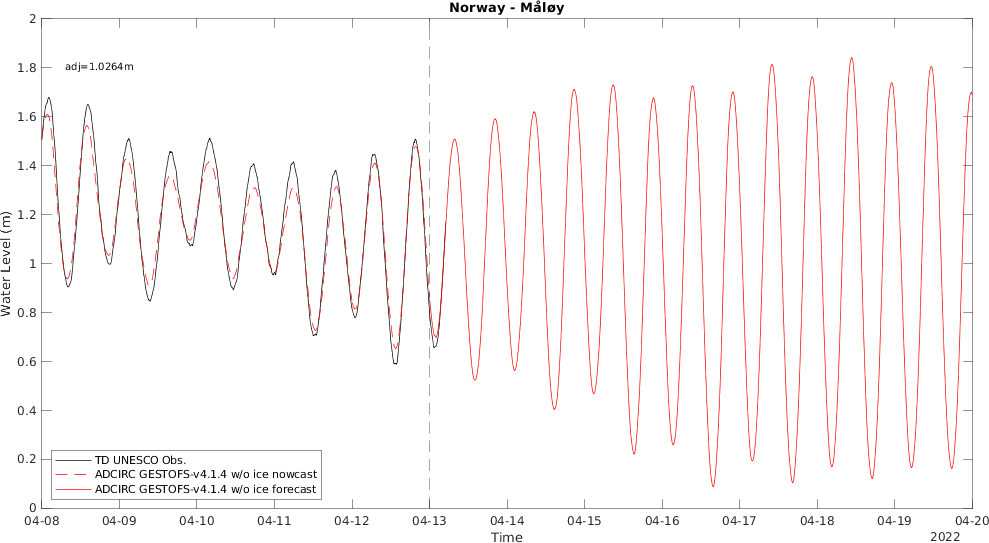 Norway - Måløy
2
1.8
1.6
1.4
1.2
1
0.8
0.6
0.4
0.2
0
Water Level (m)
adj=1.0264m
TD UNESCO Obs.
ADCIRC GESTOFS-v4.1.4 w/o ice nowcast
ADCIRC GESTOFS-v4.1.4 w/o ice forecast
04-08 04-09 04-10 04-11 04-12 04-13 04-14 04-15 04-16 04-17 04-18 04-19 04-20
Time
2022